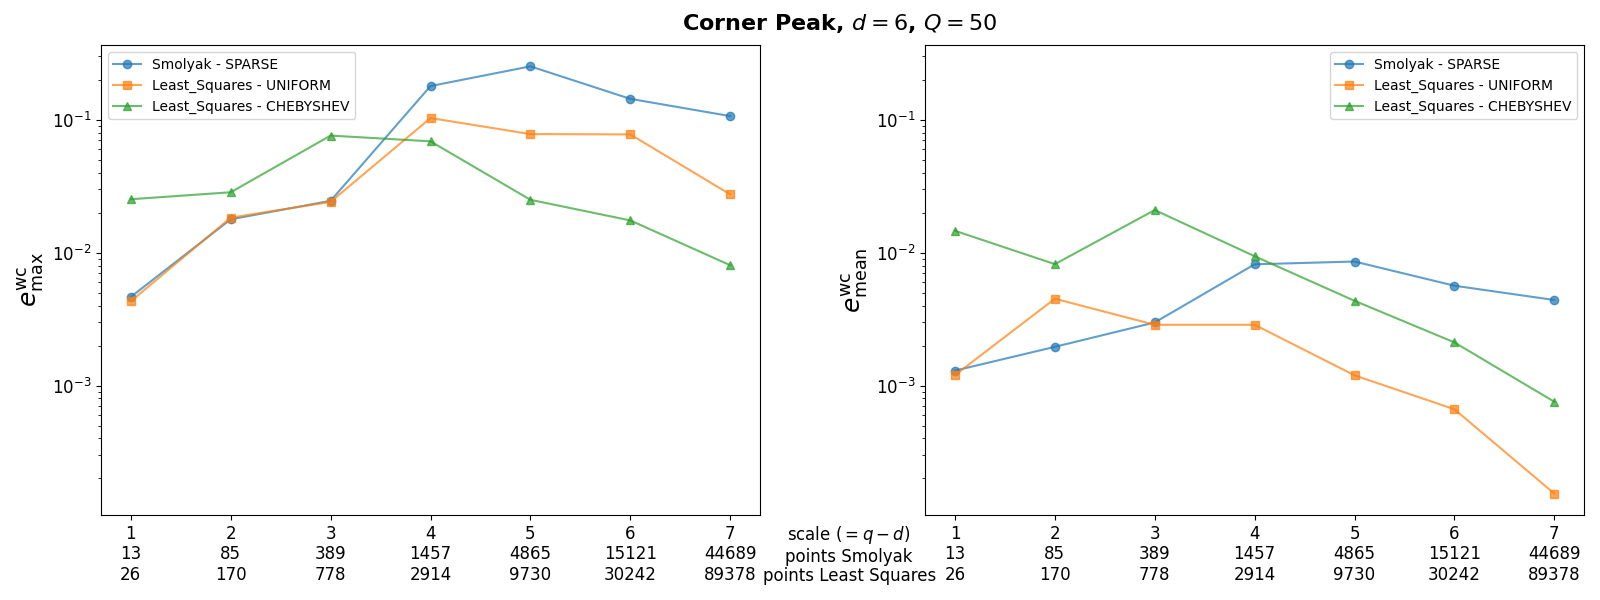 Corner Peak, d = 6, Q = 50
Smolyak - SPARSE
Least_Squares - UNIFORM
Least_Squares - CHEBYSHEV
10⁻¹
10⁻²
10⁻³
e^wc_max
1 2 3 4 5 6 7
13 85 389 1457 4865 15121 44689
26 170 778 2914 9730 30242 89378
scale (= q − d)
points Smolyak
points Least Squares
Smolyak - SPARSE
Least_Squares - UNIFORM
Least_Squares - CHEBYSHEV
10⁻¹
10⁻²
10⁻³
e^wc_mean
1 2 3 4 5 6 7
13 85 389 1457 4865 15121 44689
26 170 778 2914 9730 30242 89378